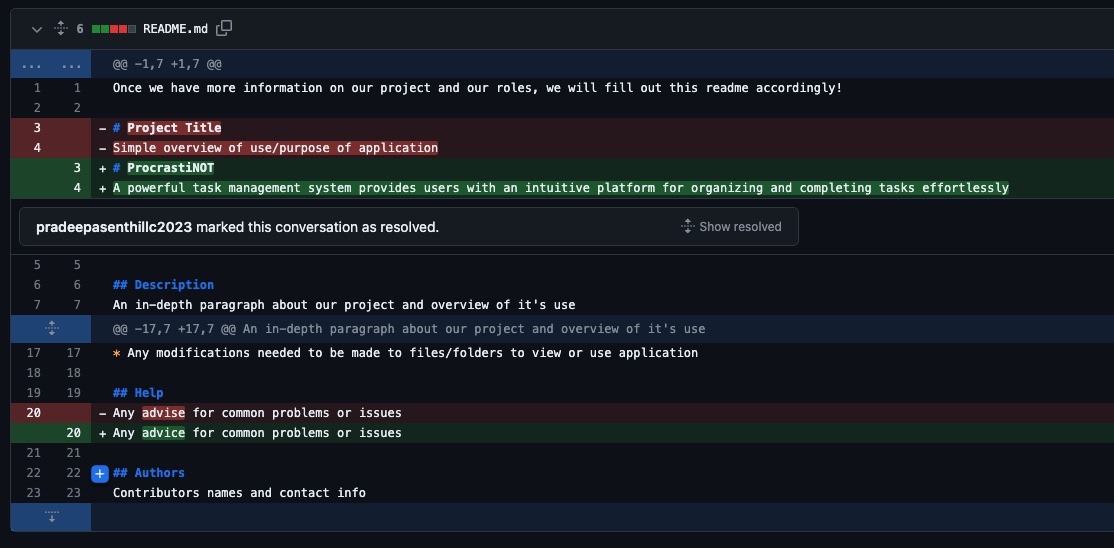 6 README.md
... ... @@ -1,7 +1,7 @@
1 1 Once we have more information on our project and our roles, we will fill out this readme accordingly!
2 2
3 - # Project Title
4 - Simple overview of use/purpose of application
3 + # ProcrastiNOT
4 + A powerful task management system provides users with an intuitive platform for organizing and completing tasks effortlessly
pradeepasenthillc2023 marked this conversation as resolved. Show resolved
5 5
6 6 ## Description
7 7 An in-depth paragraph about our project and overview of it's use
@@ -17,7 +17,7 @@ An in-depth paragraph about our project and overview of it's use
17 17 * Any modifications needed to be made to files/folders to view or use application
18 18
19 19 ## Help
20 - Any advise for common problems or issues
20 + Any advice for common problems or issues
21 21
22 22 + ## Authors
23 23 Contributors names and contact info